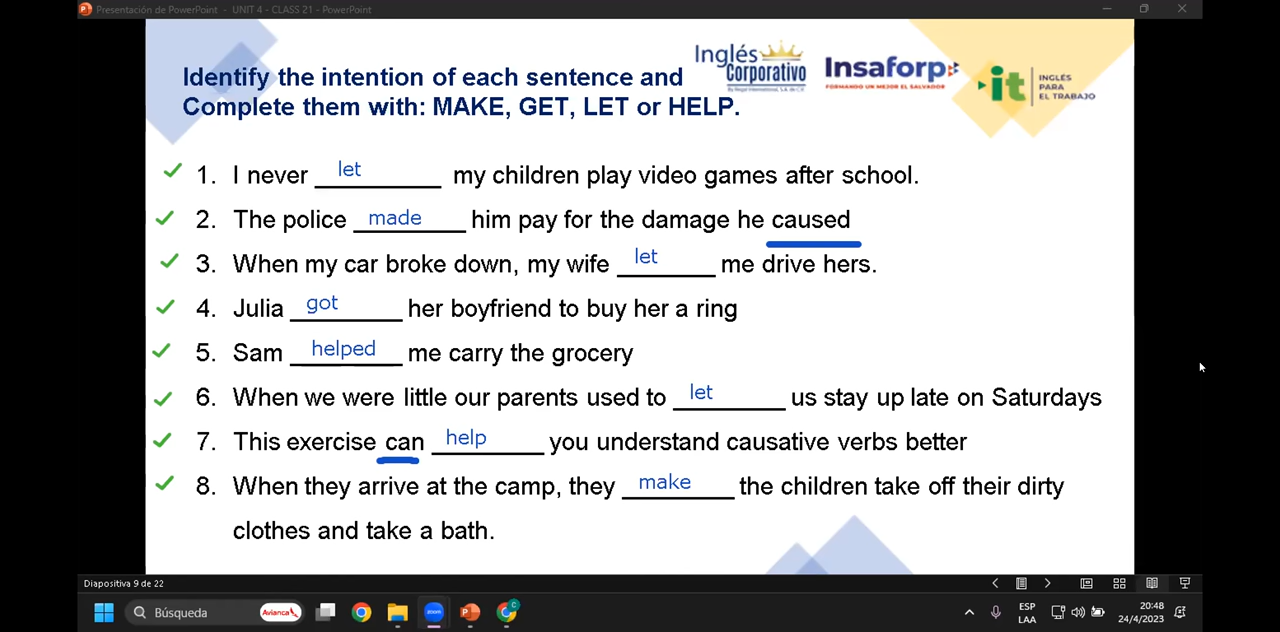 Presentación de PowerPoint - UNIT 4 - CLASS 21 - PowerPoint
Identify the intention of each sentence and
Complete them with: MAKE, GET, LET or HELP.
Inglés
Corporativo
Insaforp
FORMANDO UN MEJOR EL SALVADOR
it
INGLÉS
PARA
EL TRABAJO
1. I never let my children play video games after school.
2. The police made him pay for the damage he caused
3. When my car broke down, my wife let me drive hers.
4. Julia got her boyfriend to buy her a ring
5. Sam helped me carry the grocery
6. When we were little our parents used to let us stay up late on Saturdays
7. This exercise can help you understand causative verbs better
8. When they arrive at the camp, they make the children take off their dirty
clothes and take a bath.
Diapositiva 9 de 22
Búsqueda
Avianca
zoom
ESP
LAA
20:48
24/4/2023